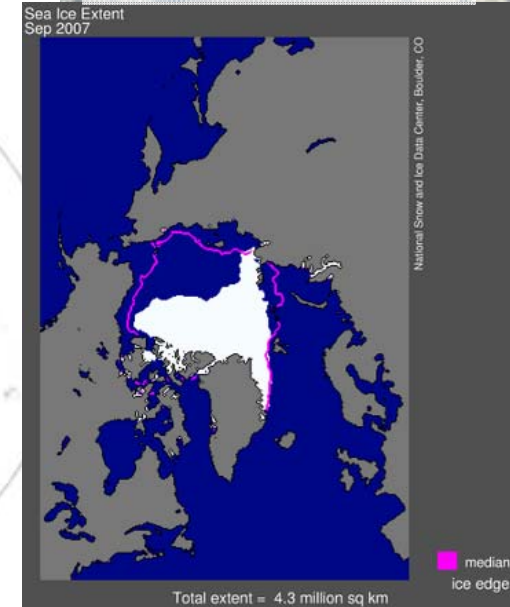 Sea Ice Extent
Sep 2007
National Snow and Ice Data Center, Boulder, CO
median
ice edge
Total extent = 4.3 million sq km